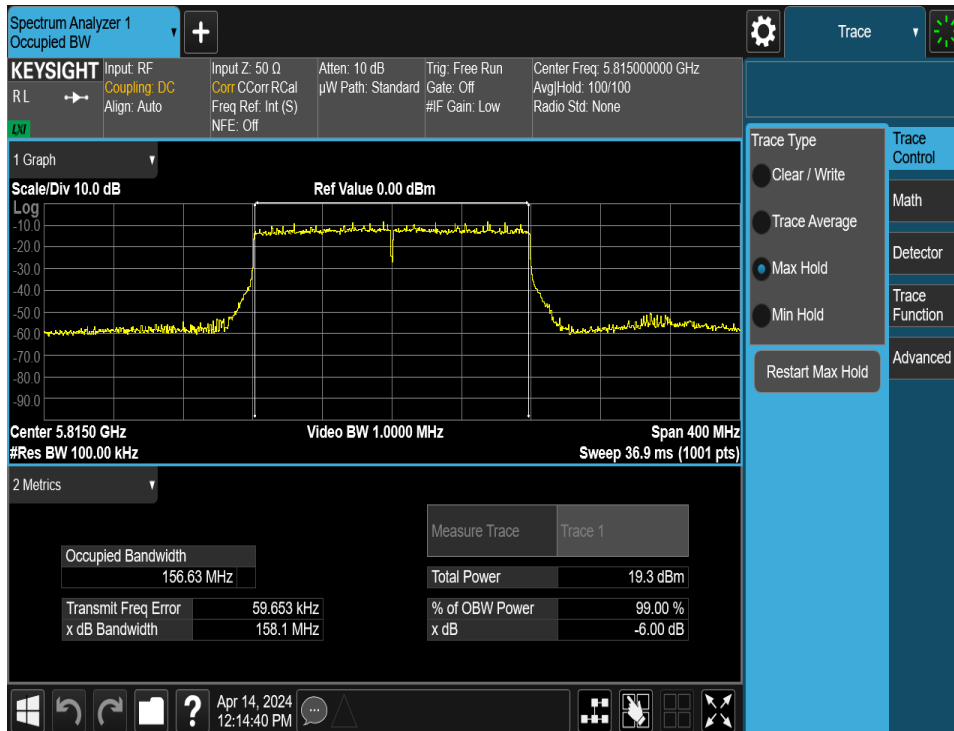 Spectrum Analyzer 1
Occupied BW
+
Trace
KEYSIGHT
R L
LXI
Input: RF
Coupling: DC
Align: Auto
Input Z: 50 Ω
Corr CCorr RCal
Freq Ref: Int (S)
NFE: Off
Atten: 10 dB
µW Path: Standard
Trig: Free Run
Gate: Off
#IF Gain: Low
Center Freq: 5.815000000 GHz
Avg|Hold: 100/100
Radio Std: None
1 Graph
Scale/Div 10.0 dB
Ref Value 0.00 dBm
Log
-10.0
-20.0
-30.0
-40.0
-50.0
-60.0
-70.0
-80.0
-90.0
Center 5.8150 GHz
Video BW 1.0000 MHz
Span 400 MHz
#Res BW 100.00 kHz
Sweep 36.9 ms (1001 pts)
2 Metrics
Measure Trace
Trace 1
Occupied Bandwidth
156.63 MHz
Total Power
19.3 dBm
Transmit Freq Error
59.653 kHz
% of OBW Power
99.00 %
x dB Bandwidth
158.1 MHz
x dB
-6.00 dB
?
Apr 14, 2024
12:14:40 PM
Trace Type
Clear / Write
Trace Average
Max Hold
Min Hold
Restart Max Hold
Trace
Control
Math
Detector
Trace
Function
Advanced